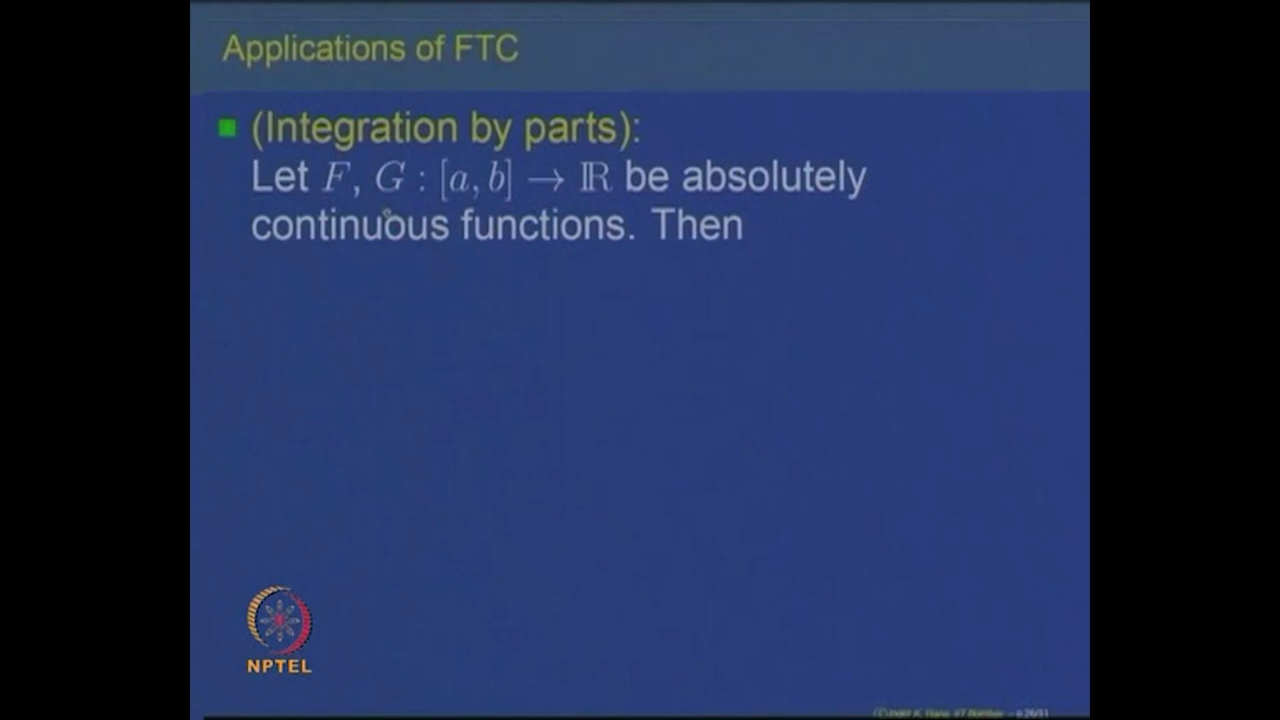 Applications of FTC
(Integration by parts):
Let F, G : [a, b] → ℝ be absolutely
continuous functions. Then
NPTEL